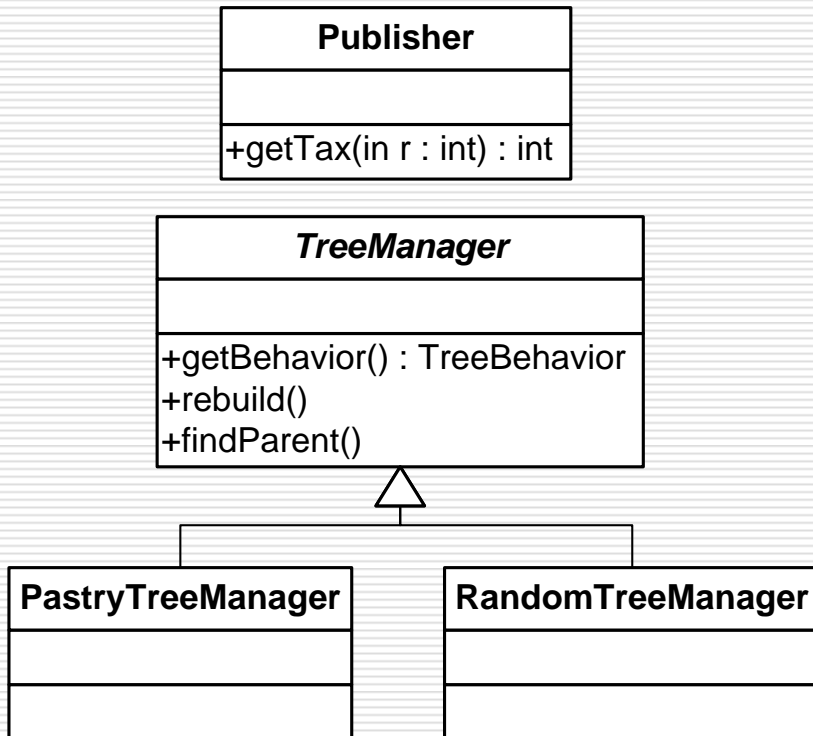 Publisher
+getTax(in r : int) : int
TreeManager
+getBehavior() : TreeBehavior
+rebuild()
+findParent()
PastryTreeManager
RandomTreeManager